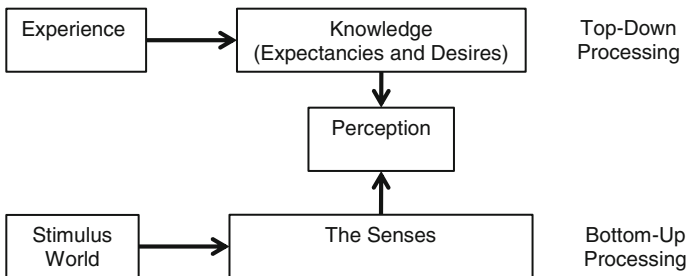 Experience
Knowledge
(Expectancies and Desires)
Top-Down
Processing
Perception
Stimulus
World
The Senses
Bottom-Up
Processing